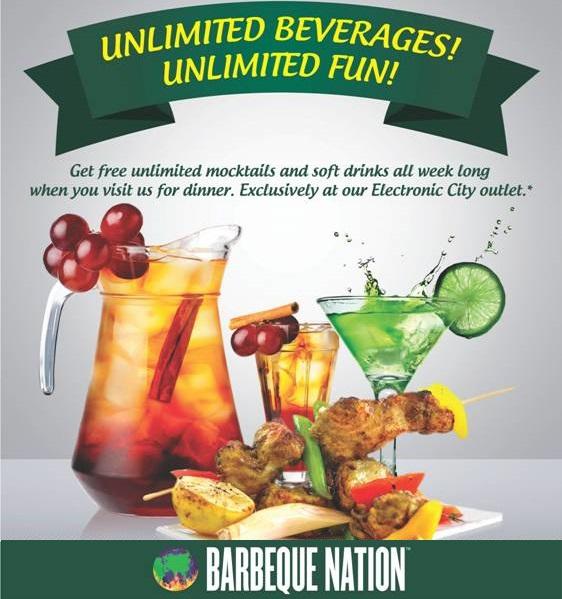 UNLIMITED BEVERAGES!
UNLIMITED FUN!
Get free unlimited mocktails and soft drinks all week long
when you visit us for dinner. Exclusively at our Electronic City outlet.*
BARBEQUE NATION™